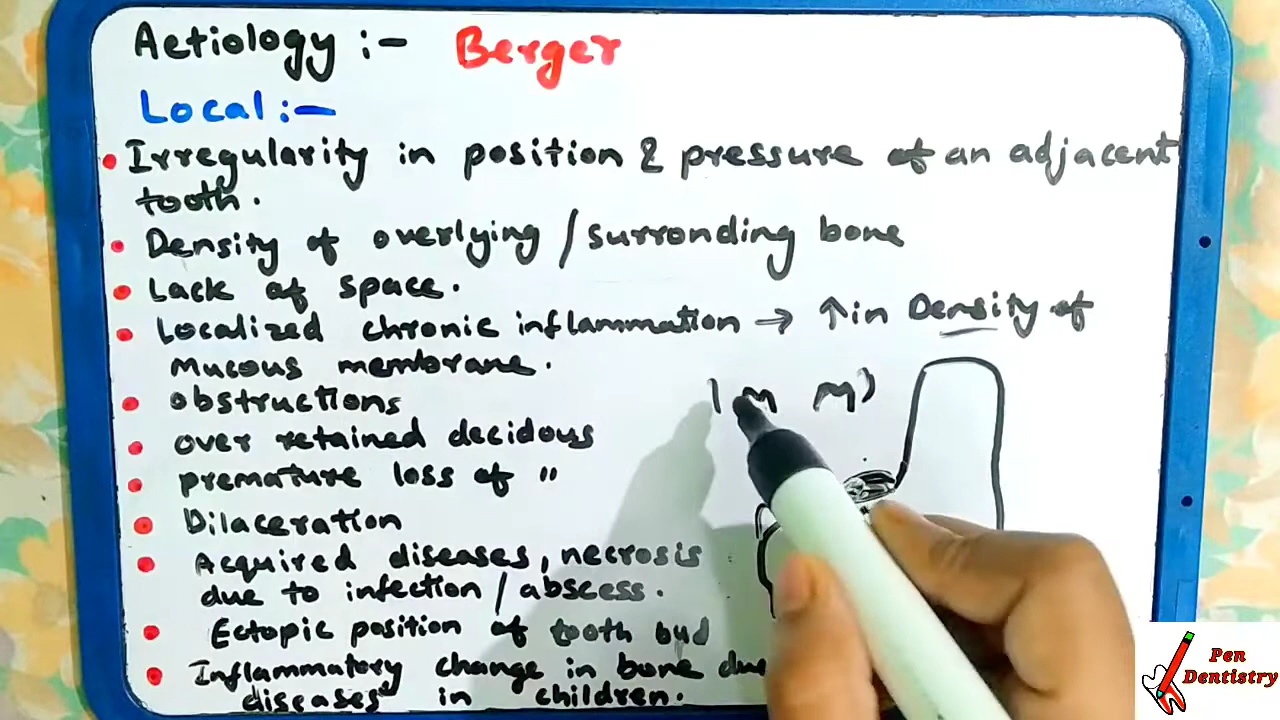 Aetiology :- Berger
Local :-
• Irregularity in position & pressure of an adjacent
tooth.
• Density of overlying / surronding bone
• Lack of space.
• Localized chronic inflammation → ↑ in Density of
Mucous membrane.
• obstructions
• over retained decidous
• premature loss of "
• Dilaceration
• Acquired diseases, necrosis
due to infection / abscess.
• Ectopic position of tooth bud
• Inflammatory change in bone due
diseases in children.
Pen
Dentistry